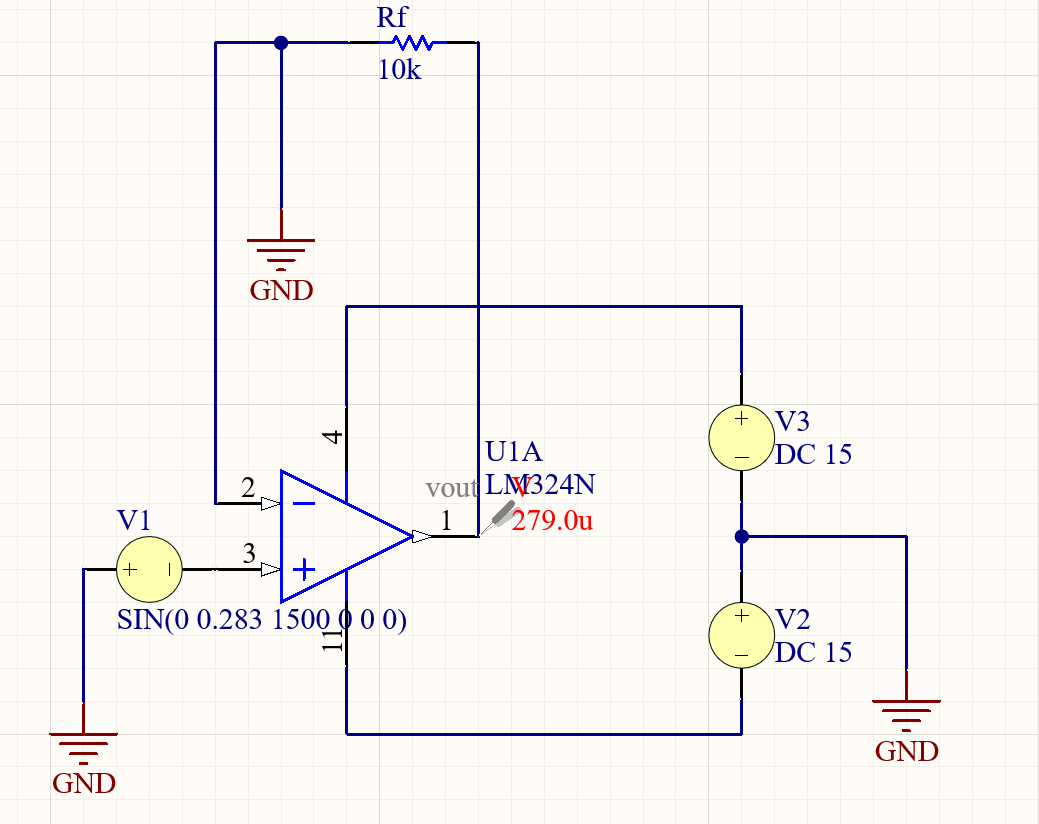 Rf
10k
GND
4
U1A
LM324N
vout
V
279.0u
2
1
V1
3
SIN(0 0.283 1500 0 0 0)
11
V3
DC 15
V2
DC 15
GND
GND